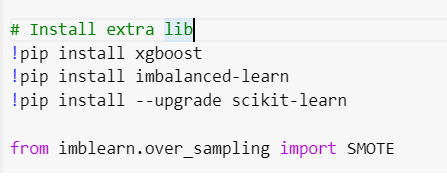 # Install extra lib
!pip install xgboost
!pip install imbalanced-learn
!pip install --upgrade scikit-learn
from imblearn.over_sampling import SMOTE